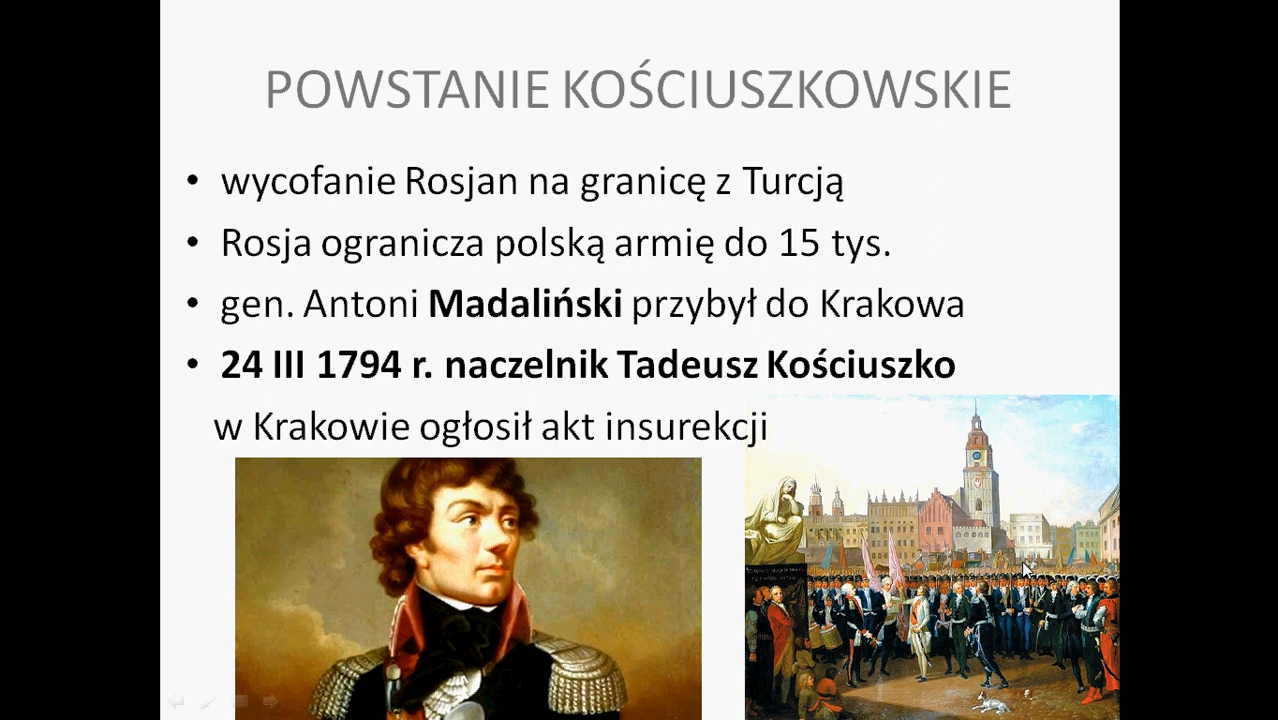 POWSTANIE KOŚCIUSZKOWSKIE
• wycofanie Rosjan na granicę z Turcją
• Rosja ogranicza polską armię do 15 tys.
• gen. Antoni Madaliński przybył do Krakowa
• 24 III 1794 r. naczelnik Tadeusz Kościuszko
w Krakowie ogłosił akt insurekcji